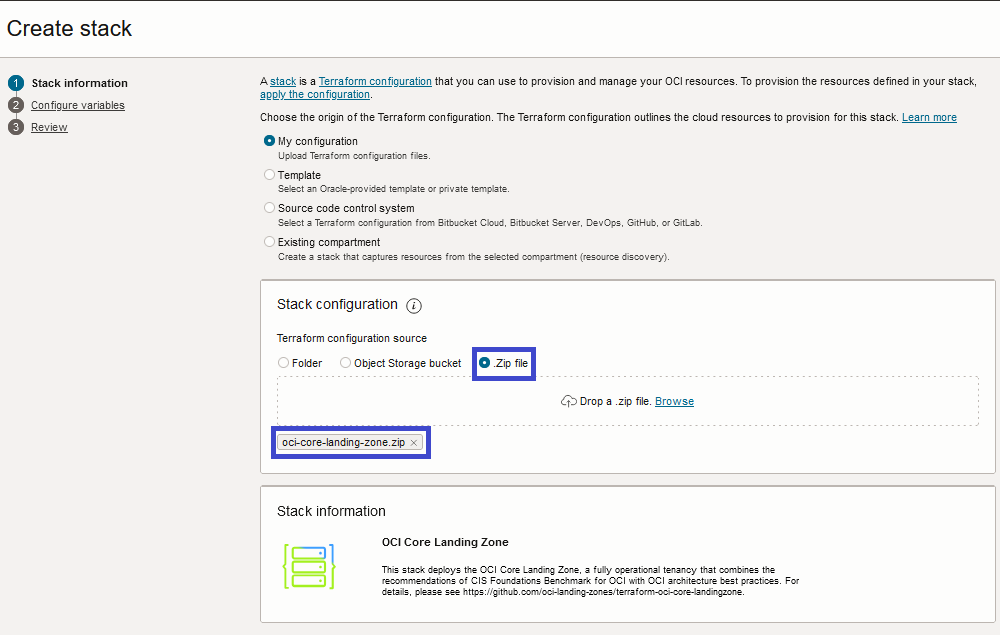 Create stack
1 Stack information
2 Configure variables
3 Review
A stack is a Terraform configuration that you can use to provision and manage your OCI resources. To provision the resources defined in your stack,
apply the configuration.
Choose the origin of the Terraform configuration. The Terraform configuration outlines the cloud resources to provision for this stack. Learn more
My configuration
Upload Terraform configuration files.
Template
Select an Oracle-provided template or private template.
Source code control system
Select a Terraform configuration from Bitbucket Cloud, Bitbucket Server, DevOps, GitHub, or GitLab.
Existing compartment
Create a stack that captures resources from the selected compartment (resource discovery).
Stack configuration i
Terraform configuration source
Folder Object Storage bucket .Zip file
Drop a .zip file. Browse
oci-core-landing-zone.zip ×
Stack information
OCI Core Landing Zone
This stack deploys the OCI Core Landing Zone, a fully operational tenancy that combines the
recommendations of CIS Foundations Benchmark for OCI with OCI architecture best practices. For
details, please see https://github.com/oci-landing-zones/terraform-oci-core-landingzone.